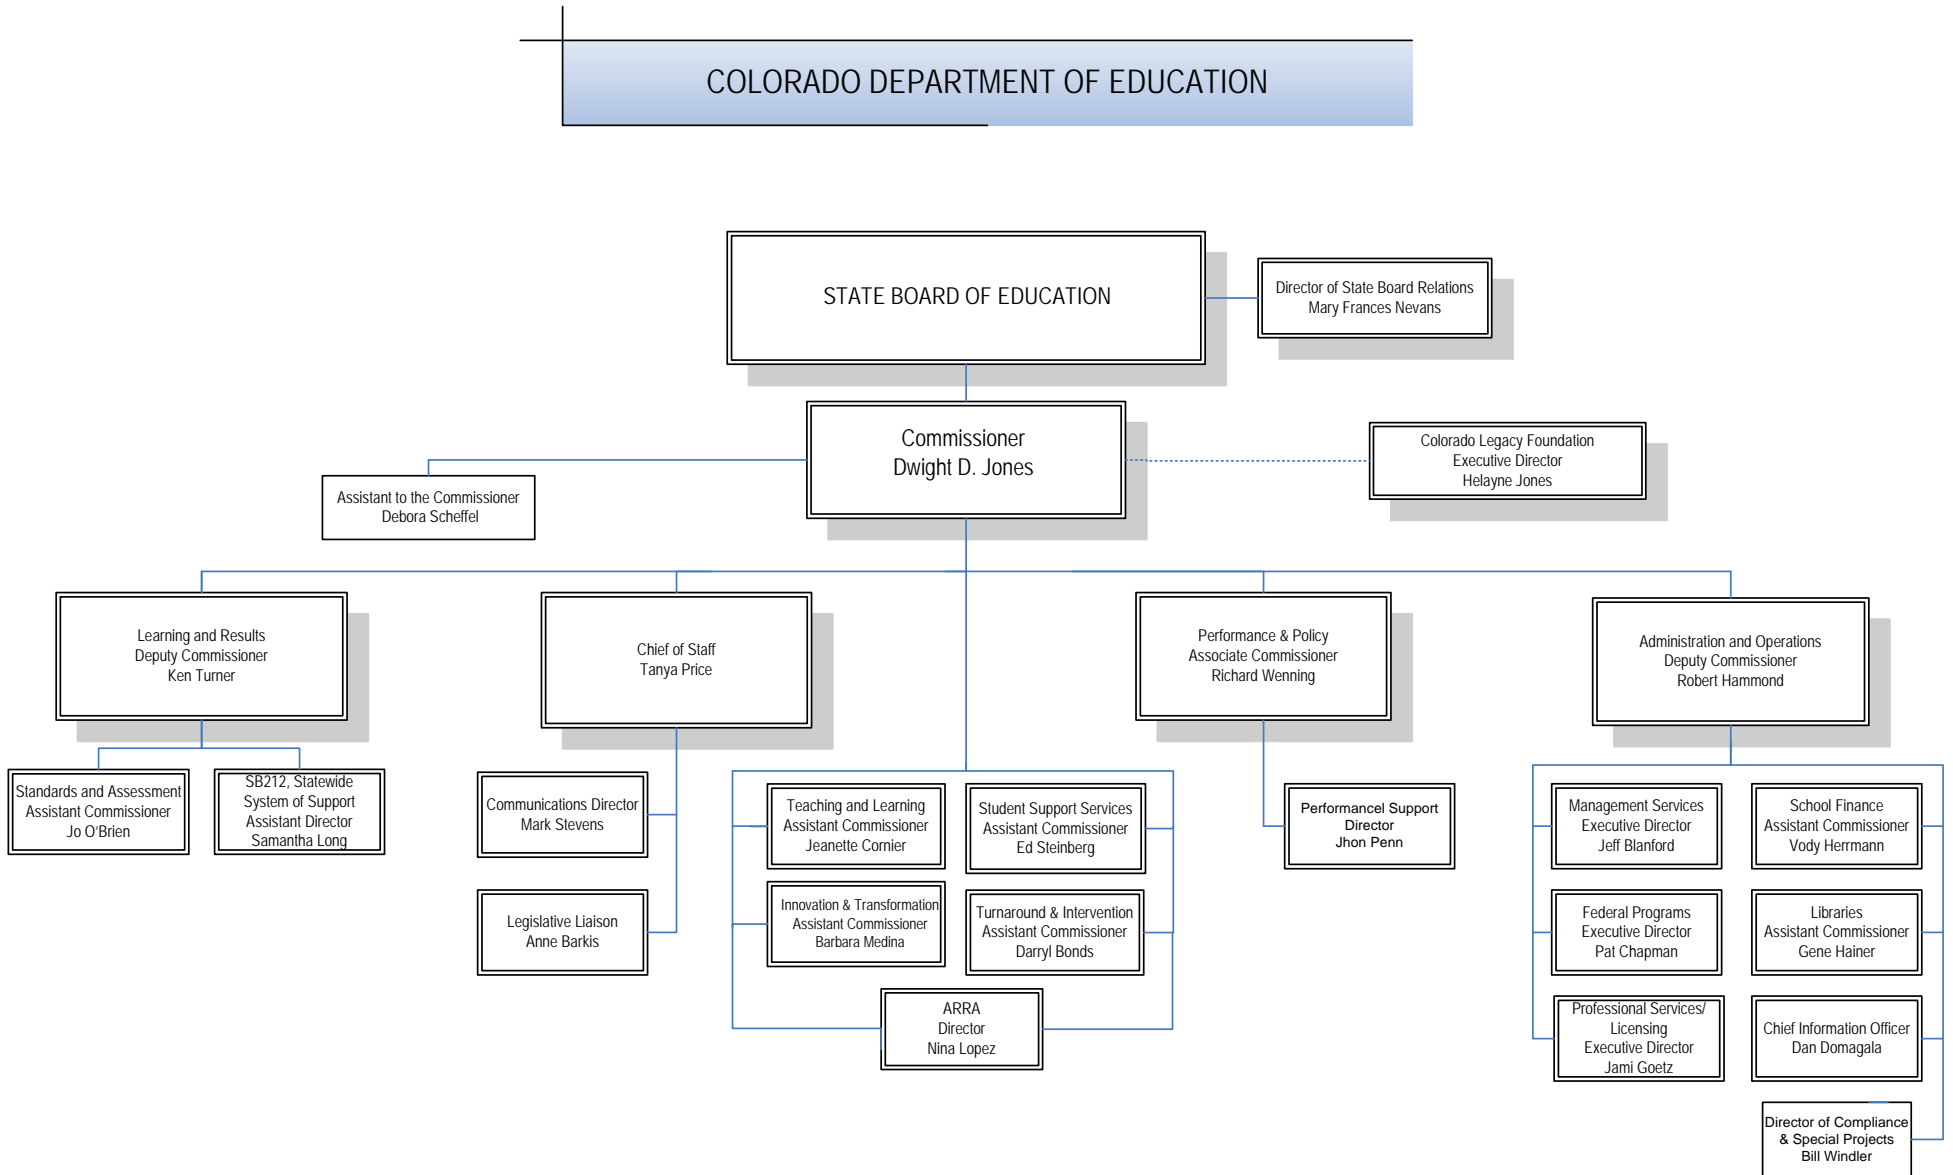 COLORADO DEPARTMENT OF EDUCATION
STATE BOARD OF EDUCATION
Director of State Board Relations
Mary Frances Nevans
Commissioner
Dwight D. Jones
Colorado Legacy Foundation
Executive Director
Helayne Jones
Assistant to the Commissioner
Debora Scheffel
Learning and Results
Deputy Commissioner
Ken Turner
Chief of Staff
Tanya Price
Performance & Policy
Associate Commissioner
Richard Wenning
Administration and Operations
Deputy Commissioner
Robert Hammond
Standards and Assessment
Assistant Commissioner
Jo O'Brien
SB212, Statewide
System of Support
Assistant Director
Samantha Long
Communications Director
Mark Stevens
Teaching and Learning
Assistant Commissioner
Jeanette Cornier
Student Support Services
Assistant Commissioner
Ed Steinberg
Performancel Support
Director
Jhon Penn
Management Services
Executive Director
Jeff Blanford
School Finance
Assistant Commissioner
Vody Herrmann
Legislative Liaison
Anne Barkis
Innovation & Transformation
Assistant Commissioner
Barbara Medina
Turnaround & Intervention
Assistant Commissioner
Darryl Bonds
Federal Programs
Executive Director
Pat Chapman
Libraries
Assistant Commissioner
Gene Hainer
ARRA
Director
Nina Lopez
Professional Services/
Licensing
Executive Director
Jami Goetz
Chief Information Officer
Dan Domagala
Director of Compliance
& Special Projects
Bill Windler